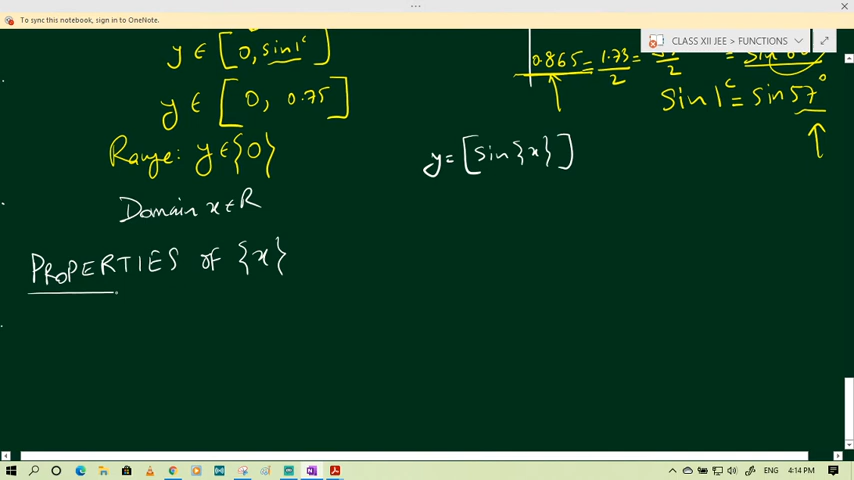 To sync this notebook, sign in to OneNote.
CLASS XII JEE > FUNCTIONS
y ∈ [0, sin1ᶜ]
0.865 = 1.73/2 =
Sin 1ᶜ = sin 57°
y ∈ [0, 0.75]
Range: y ∈ {0}
y = [sin{x}]
Domain x ∈ R
PROPERTIES of {x}
ENG 4:14 PM